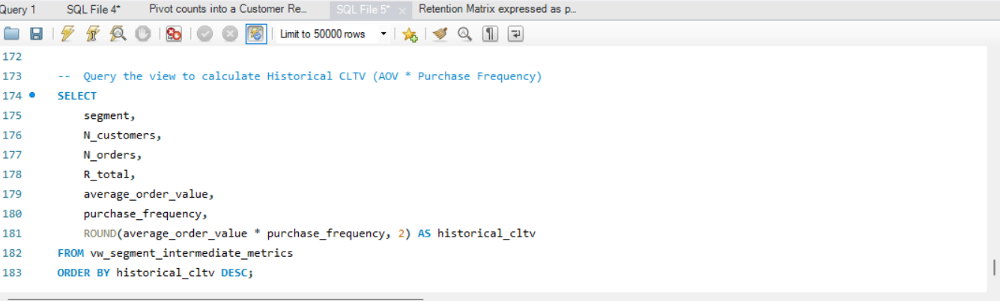 Query 1 SQL File 4* Pivot counts into a Customer Re... SQL File 5* Retention Matrix expressed as p...
Limit to 50000 rows
172
173 -- Query the view to calculate Historical CLTV (AOV * Purchase Frequency)
174 SELECT
175 segment,
176 N_customers,
177 N_orders,
178 R_total,
179 average_order_value,
180 purchase_frequency,
181 ROUND(average_order_value * purchase_frequency, 2) AS historical_cltv
182 FROM vw_segment_intermediate_metrics
183 ORDER BY historical_cltv DESC;